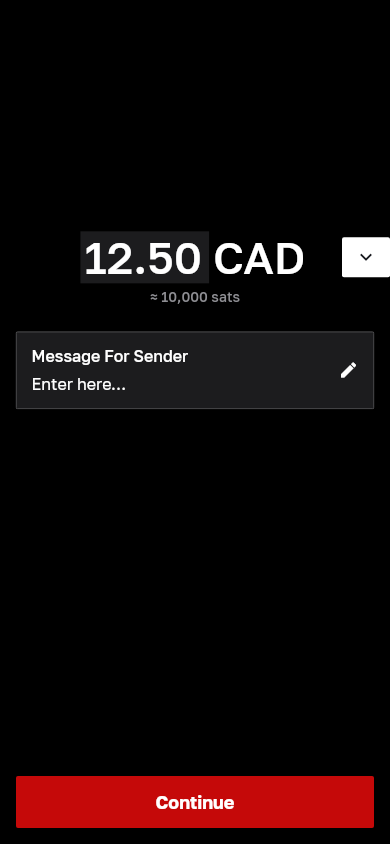 12.50 CAD
≈ 10,000 sats
Message For Sender
Enter here...
Continue